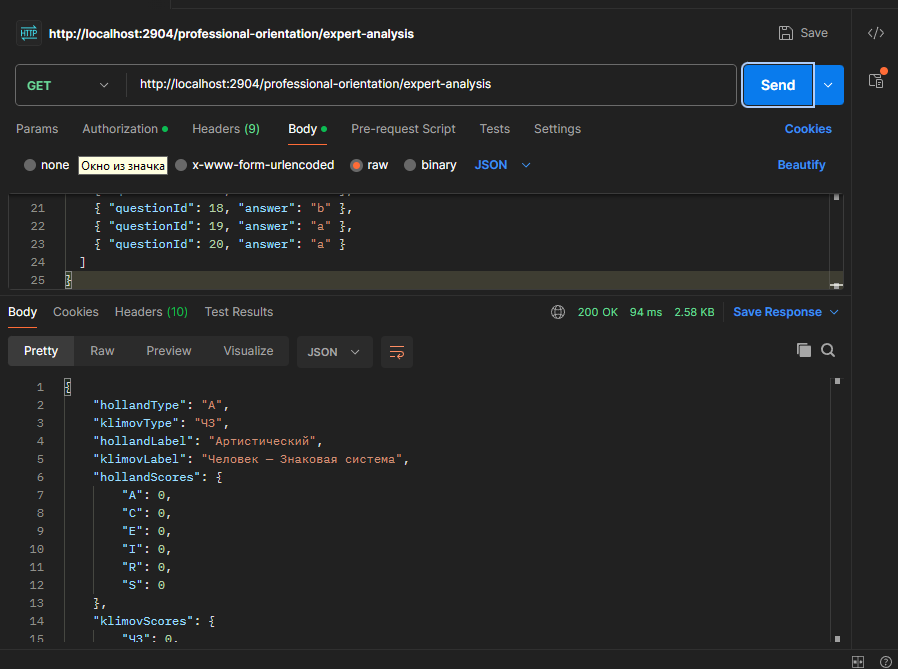 HTTP http://localhost:2904/professional-orientation/expert-analysis Save
GET http://localhost:2904/professional-orientation/expert-analysis Send
Params Authorization Headers (9) Body Pre-request Script Tests Settings Cookies
none Окно из значка x-www-form-urlencoded raw binary JSON Beautify
21 { "questionId": 18, "answer": "b" },
22 { "questionId": 19, "answer": "a" },
23 { "questionId": 20, "answer": "a" }
24 ]
25 }
Body Cookies Headers (10) Test Results 200 OK 94 ms 2.58 KB Save Response
Pretty Raw Preview Visualize JSON
1 {
2 "hollandType": "A",
3 "klimovType": "ЧЗ",
4 "hollandLabel": "Артистический",
5 "klimovLabel": "Человек — Знаковая система",
6 "hollandScores": {
7 "A": 0,
8 "C": 0,
9 "E": 0,
10 "I": 0,
11 "R": 0,
12 "S": 0
13 },
14 "klimovScores": {
15 "ЧЗ": 0,